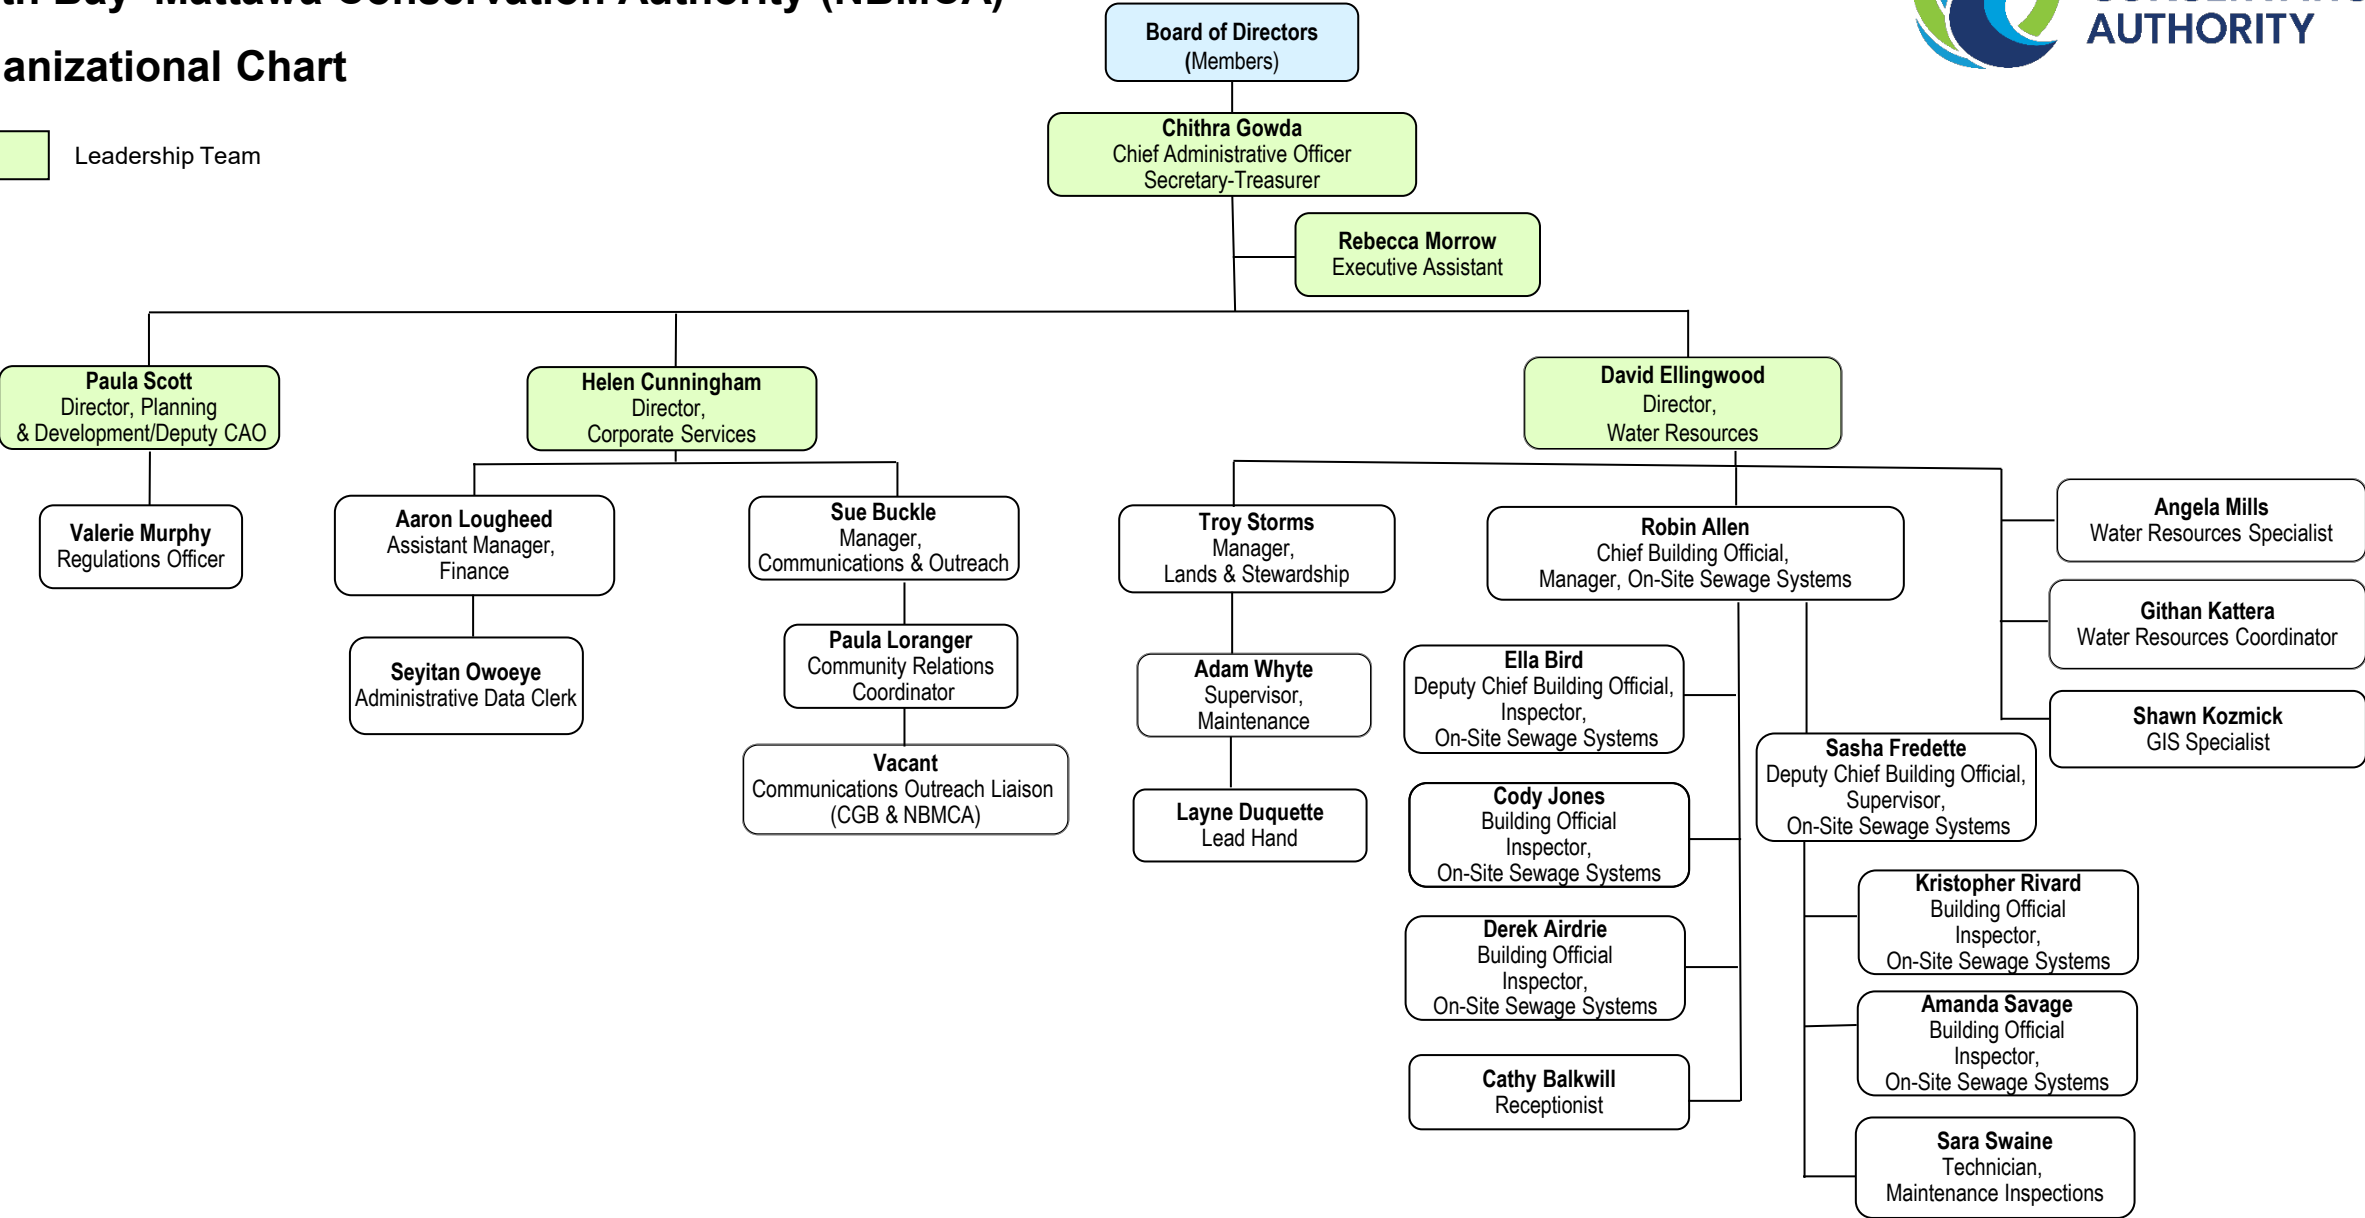 th Bay-Mattawa Conservation Authority (NBMCA)
anizational Chart
AUTHORITY
Leadership Team
Board of Directors
(Members)
Chithra Gowda
Chief Administrative Officer
Secretary-Treasurer
Rebecca Morrow
Executive Assistant
Paula Scott
Director, Planning
& Development/Deputy CAO
Helen Cunningham
Director,
Corporate Services
David Ellingwood
Director,
Water Resources
Valerie Murphy
Regulations Officer
Aaron Lougheed
Assistant Manager,
Finance
Seyitan Owoeye
Administrative Data Clerk
Sue Buckle
Manager,
Communications & Outreach
Paula Loranger
Community Relations
Coordinator
Vacant
Communications Outreach Liaison
(CGB & NBMCA)
Troy Storms
Manager,
Lands & Stewardship
Adam Whyte
Supervisor,
Maintenance
Layne Duquette
Lead Hand
Robin Allen
Chief Building Official,
Manager, On-Site Sewage Systems
Ella Bird
Deputy Chief Building Official,
Inspector,
On-Site Sewage Systems
Cody Jones
Building Official
Inspector,
On-Site Sewage Systems
Derek Airdrie
Building Official
Inspector,
On-Site Sewage Systems
Cathy Balkwill
Receptionist
Sasha Fredette
Deputy Chief Building Official,
Supervisor,
On-Site Sewage Systems
Kristopher Rivard
Building Official
Inspector,
On-Site Sewage Systems
Amanda Savage
Building Official
Inspector,
On-Site Sewage Systems
Sara Swaine
Technician,
Maintenance Inspections
Angela Mills
Water Resources Specialist
Githan Kattera
Water Resources Coordinator
Shawn Kozmick
GIS Specialist